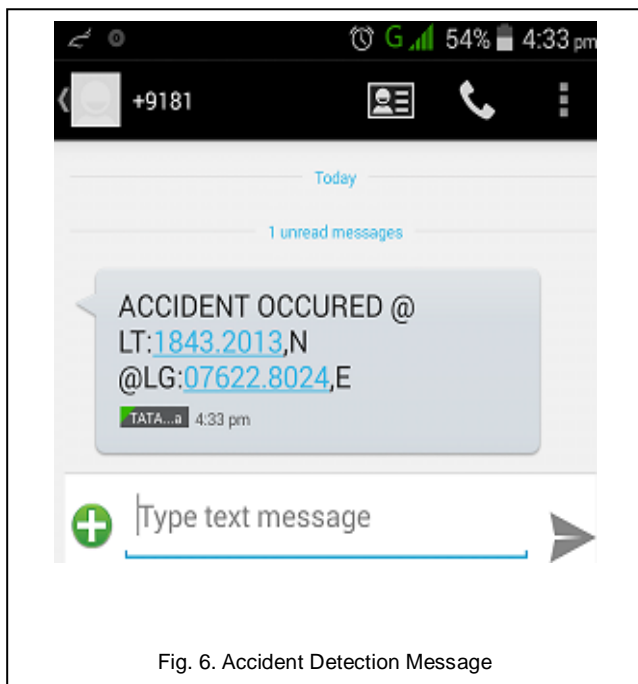 G 54% 4:33 pm
+9181
Today
1 unread messages
ACCIDENT OCCURED @
LT:1843.2013,N
@LG:07622.8024,E
TATA...a 4:33 pm
Type text message
Fig. 6. Accident Detection Message